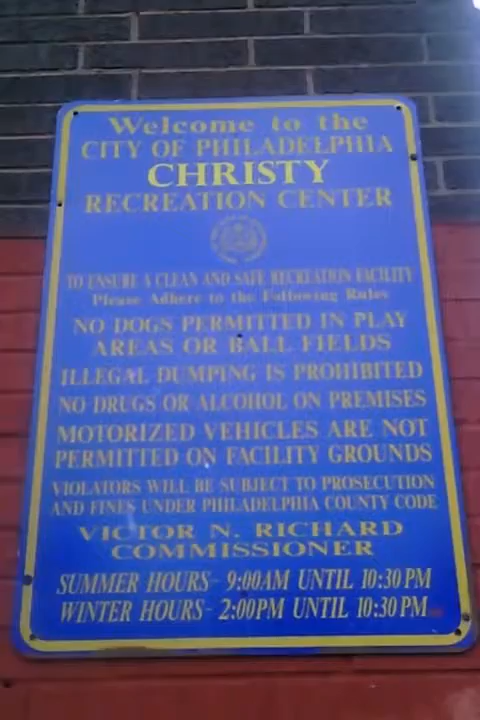 Welcome to the
CITY OF PHILADELPHIA
CHRISTY
RECREATION CENTER
TO ENSURE A CLEAN AND SAFE RECREATION FACILITY
Please Adhere to the Following Rules
NO DOGS PERMITTED IN PLAY
AREAS OR BALL FIELDS
ILLEGAL DUMPING IS PROHIBITED
NO DRUGS OR ALCOHOL ON PREMISES
MOTORIZED VEHICLES ARE NOT
PERMITTED ON FACILITY GROUNDS
VIOLATORS WILL BE SUBJECT TO PROSECUTION
AND FINES UNDER PHILADELPHIA COUNTY CODE
VICTOR N. RICHARD
COMMISSIONER
SUMMER HOURS- 9:00AM UNTIL 10:30 PM
WINTER HOURS- 2:00PM UNTIL 10:30 PM